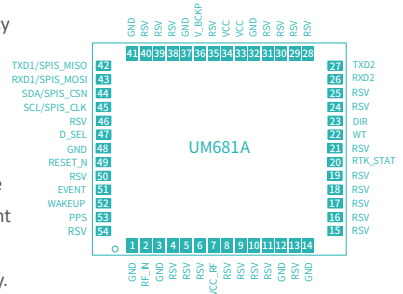 GND RSV RSV RSV GND V_BCKP RSV VCC VCC GND RSV RSV RSV RSV
41 40 39 38 37 36 35 34 33 32 31 30 29 28
TXD1/SPIS_MISO 42
RXD1/SPIS_MOSI 43
SDA/SPIS_CSN 44
SCL/SPIS_CLK 45
RSV 46
D_SEL 47
GND 48
RESET_N 49
RSV 50
EVENT 51
WAKEUP 52
PPS 53
RSV 54
UM681A
27 TXD2
26 RXD2
25 RSV
24 RSV
23 DIR
22 WT
21 RSV
20 RTK_STAT
19 RSV
18 RSV
17 RSV
16 RSV
15 RSV
1 2 3 4 5 6 7 8 9 10 11 12 13 14
GND RF_IN GND RSV RSV RSV VCC_RF RSV RSV RSV RSV GND RSV GND